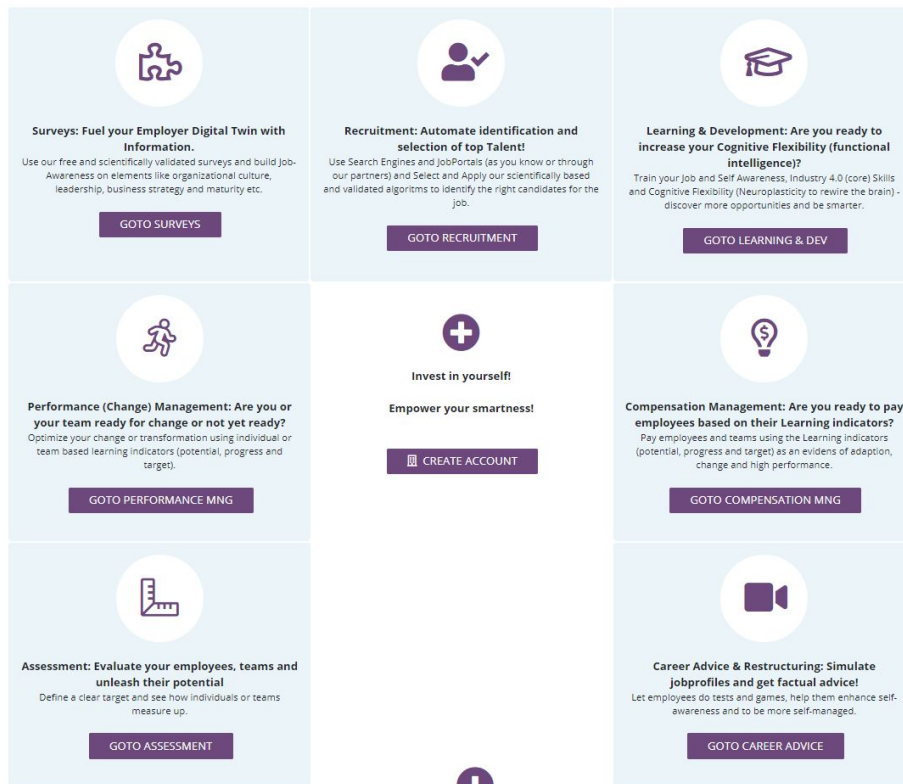 Surveys: Fuel your Employer Digital Twin with
Information.
Use our free and scientifically validated surveys and build Job-
Awareness on elements like organizational culture,
leadership, business strategy and maturity etc.
GOTO SURVEYS
Recruitment: Automate identification and
selection of top Talent!
Use Search Engines and JobPortals (as you know or through
our partners) and Select and Apply our scientifically based
and validated algoritms to identify the right candidates for the
job.
GOTO RECRUITMENT
Learning & Development: Are you ready to
increase your Cognitive Flexibility (functional
intelligence)?
Train your Job and Self Awareness, Industry 4.0 (core) Skills
and Cognitive Flexibility (Neuroplasticity to rewire the brain) -
discover more opportunities and be smarter.
GOTO LEARNING & DEV
Performance (Change) Management: Are you or
your team ready for change or not yet ready?
Optimize your change or transformation using individual or
team based learning indicators (potential, progress and
target).
GOTO PERFORMANCE MNG
Invest in yourself!
Empower your smartness!
CREATE ACCOUNT
Compensation Management: Are you ready to pay
employees based on their Learning indicators?
Pay employees and teams using the Learning indicators
(potential, progress and target) as an evidens of adaption,
change and high performance.
GOTO COMPENSATION MNG
Assessment: Evaluate your employees, teams and
unleash their potential
Define a clear target and see how individuals or teams
measure up.
GOTO ASSESSMENT
Career Advice & Restructuring: Simulate
jobprofiles and get factual advice!
Let employees do tests and games, help them enhance self-
awareness and to be more self-managed.
GOTO CAREER ADVICE